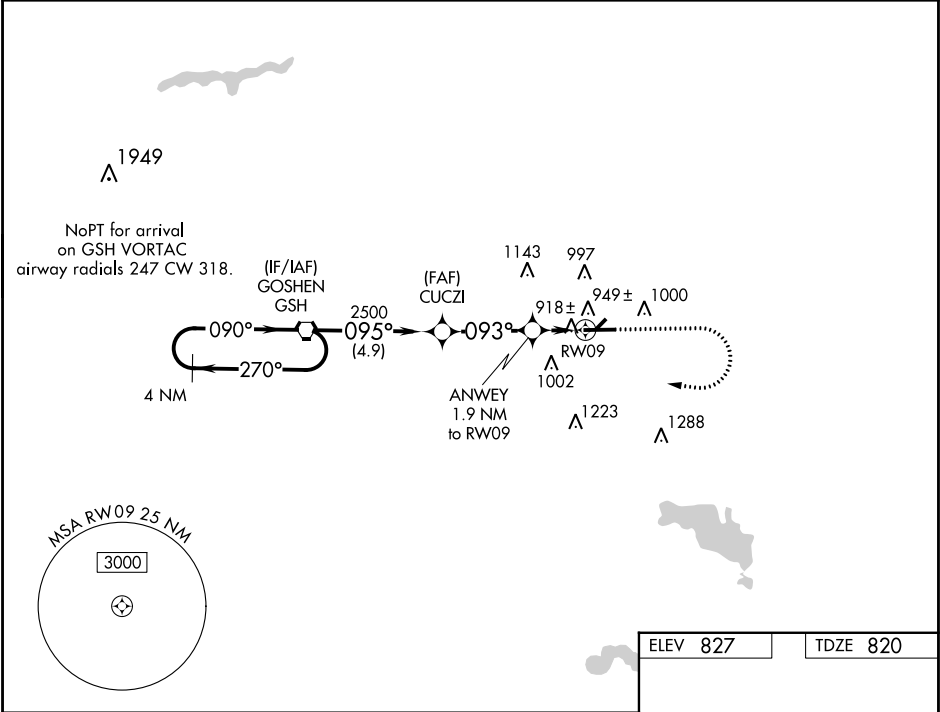 1949
NoPT for arrival
on GSH VORTAC
airway radials 247 CW 318.
(IF/IAF)
GOSHEN
GSH
(FAF)
CUCZI
1143
997
918±
949±
1000
090°
2500
095°
(4.9)
093°
RW09
270°
4 NM
1002
ANWEY
1.9 NM
to RW09
1223
1288
MSA RW09 25 NM
3000
ELEV 827
TDZE 820